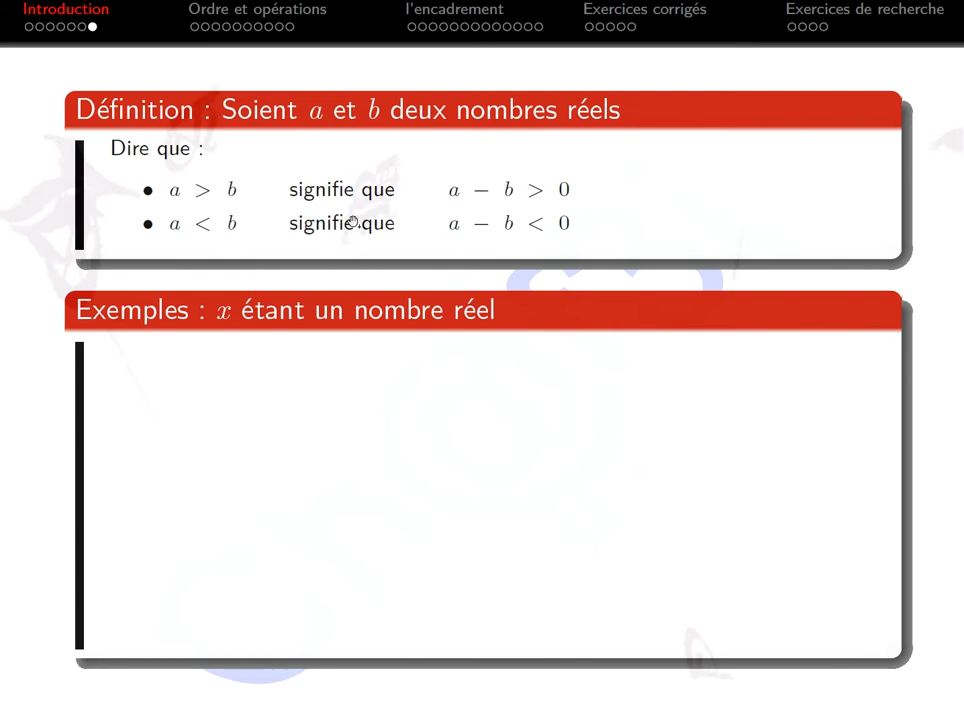 Introduction Ordre et opérations l'encadrement Exercices corrigés Exercices de recherche
Définition : Soient a et b deux nombres réels
Dire que :
• a > b signifie que a − b > 0
• a < b signifie que a − b < 0
Exemples : x étant un nombre réel